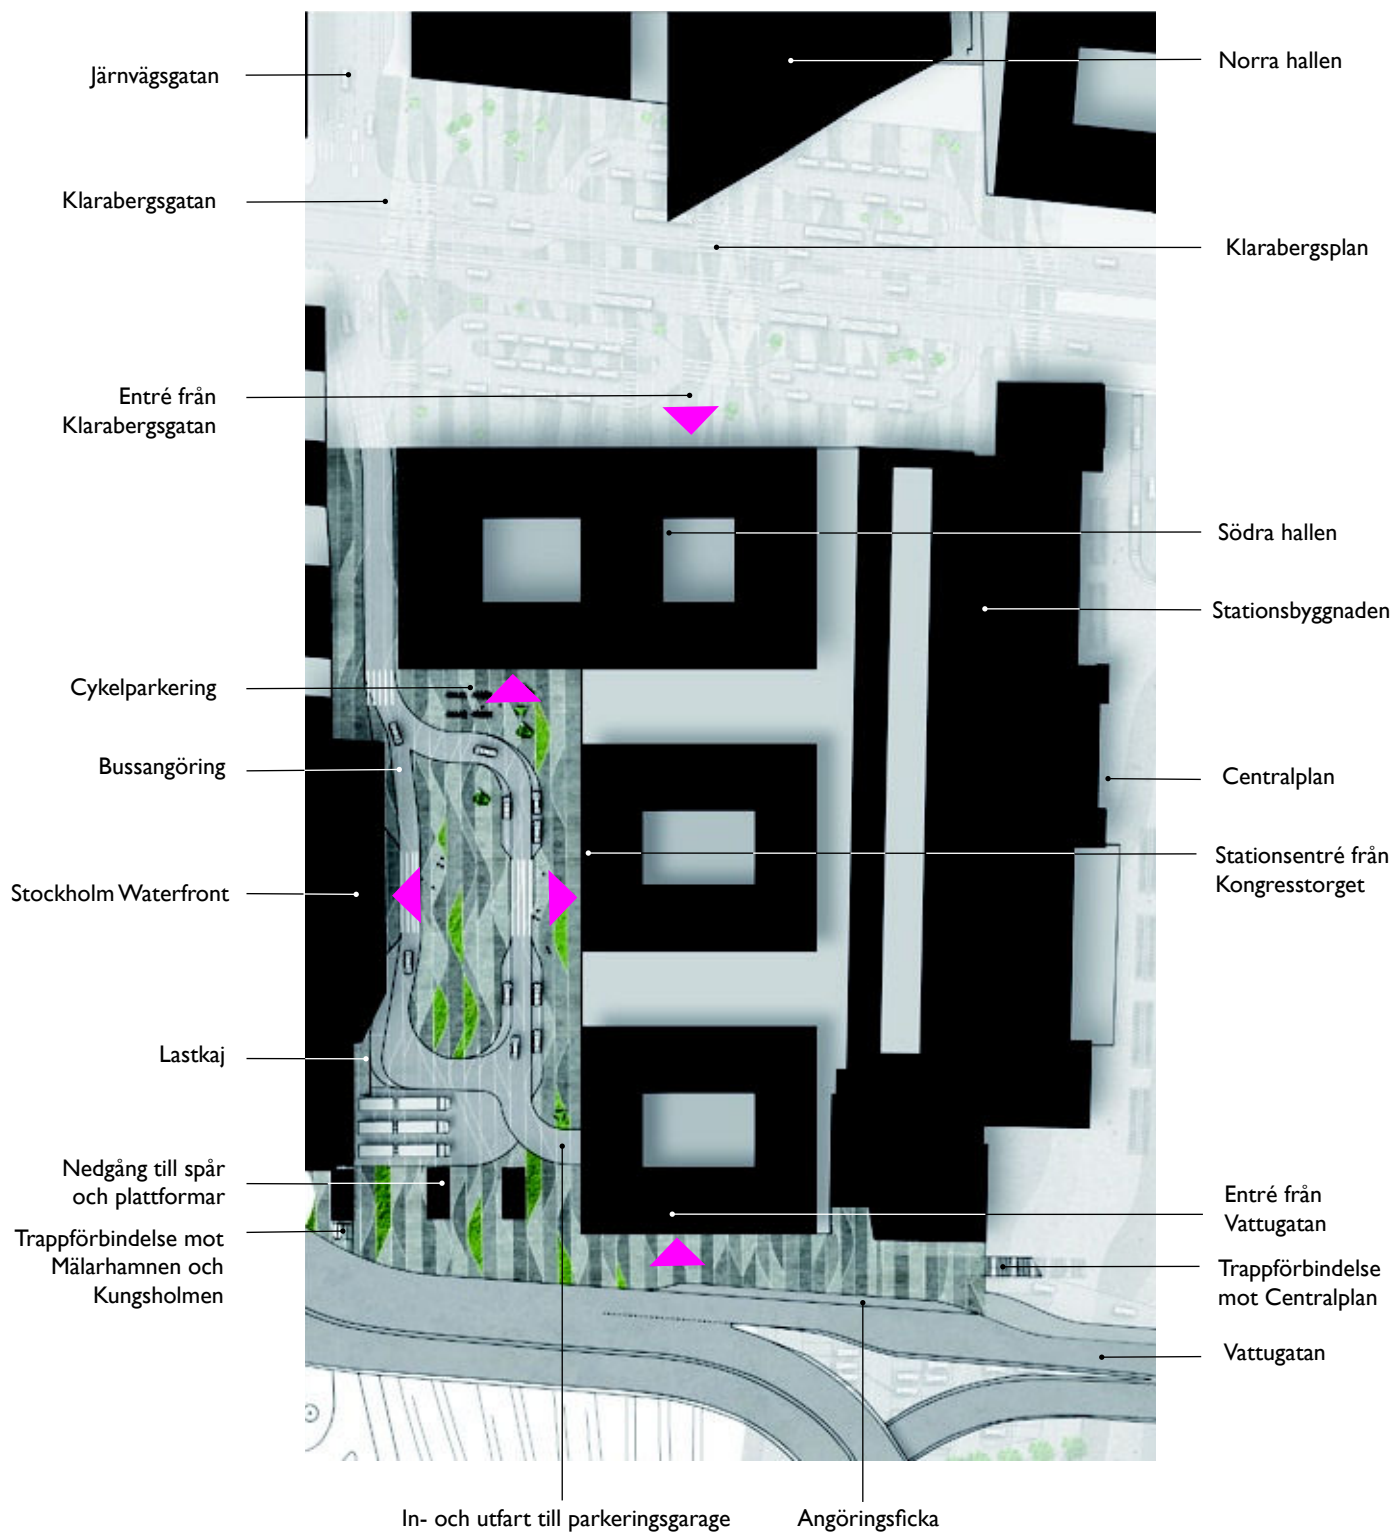 Järnvägsgatan
Klarabergsgatan
Entré från
Klarabergsgatan
Cykelparkering
Bussangöring
Stockholm Waterfront
Lastkaj
Nedgång till spår
och plattformar
Trappförbindelse mot
Mälarhamnen och
Kungsholmen
Norra hallen
Klarabergsplan
Södra hallen
Stationsbyggnaden
Centralplan
Stationsentré från
Kongresstorget
Entré från
Vattugatan
Trappförbindelse
mot Centralplan
Vattugatan
In- och utfart till parkeringsgarage
Angöringsficka